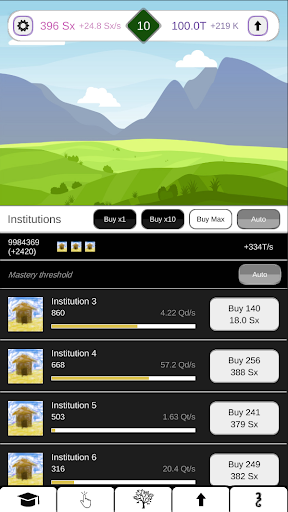 396 Sx +24.8 Sx/s 10 100.0T +219 K
Institutions Buy x1 Buy x10 Buy Max Auto
9984369 +334T/s
(+2420)
Mastery threshold Auto
Institution 3
860 4.22 Qd/s
Buy 140
18.0 Sx
Institution 4
668 57.2 Qd/s
Buy 256
388 Sx
Institution 5
503 1.63 Qt/s
Buy 241
379 Sx
Institution 6
316 20.4 Qt/s
Buy 249
382 Sx